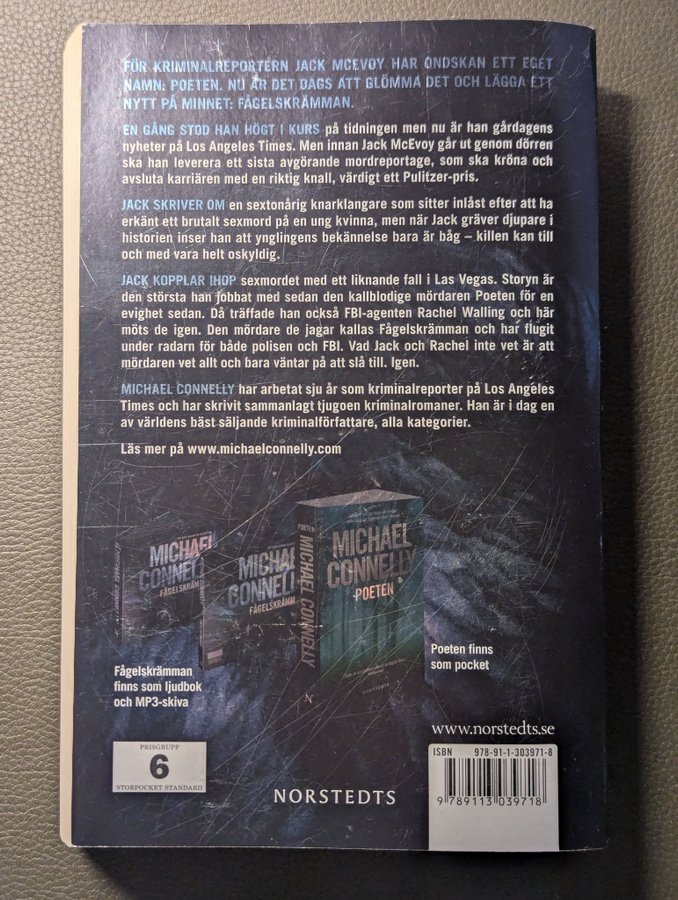 FÖR KRIMINALREPORTERN JACK MCEVOY HAR ONDSKAN ETT EGET
NAMN: POETEN. NU ÄR DET DAGS ATT GLÖMMA DET OCH LÄGGA ETT
NYTT PÅ MINNET: FÅGELSKRÄMMAN.
EN GÅNG STOD HAN HÖGT I KURS på tidningen men nu är han gårdagens
nyheter på Los Angeles Times. Men innan Jack McEvoy går ut genom dörren
ska han leverera ett sista avgörande mordreportage, som ska kröna och
avsluta karriären med en riktig knall, värdigt ett Pulitzer-pris.
JACK SKRIVER OM en sextonårig knarklangare som sitter inlåst efter att ha
erkänt ett brutalt sexmord på en ung kvinna, men när Jack gräver djupare i
historien inser han att ynglingens bekännelse bara är båg – killen kan till
och med vara helt oskyldig.
JACK KOPPLAR IHOP sexmordet med ett liknande fall i Las Vegas. Storyn är
den största han jobbat med sedan den kallblodige mördaren Poeten för en
evighet sedan. Då träffade han också FBI-agenten Rachel Walling och här
möts de igen. Den mördare de jagar kallas Fågelskrämman och har flugit
under radarn för både polisen och FBI. Vad Jack och Rachel inte vet är att
mördaren vet allt och bara väntar på att slå till. Igen.
MICHAEL CONNELLY har arbetat sju år som kriminalreporter på Los Angeles
Times och har skrivit sammanlagt tjugoen kriminalromaner. Han är i dag en
av världens bäst säljande kriminalförfattare, alla kategorier.
Läs mer på www.michaelconnelly.com
MICHAEL
CONNELL
FÅGELSKRÄM
MICHAE
CONNELL
FÅGELSKRÄMM
POETEN MICHAEL CONNELLY
MICHAEL
CONNELLY
POETEN
NORSTEDTS
N
Fågelskrämman
finns som ljudbok
och MP3-skiva
Poeten finns
som pocket
www.norstedts.se
PRISGRUPP
6
STORPOCKET STANDARD
NORSTEDTS
ISBN 978-91-1-303971-8
9 789113 039718